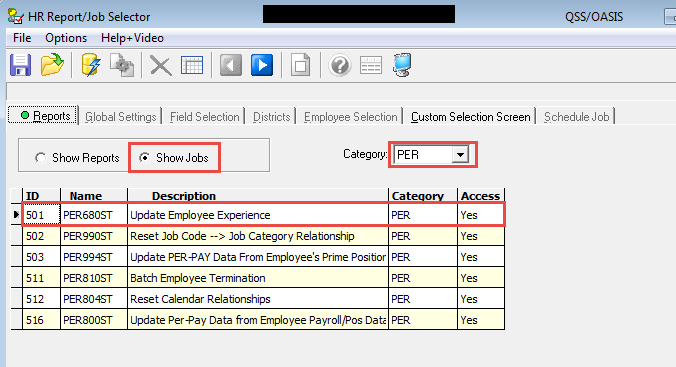 HR Report/Job Selector QSS/OASIS
File Options Help+Video
Reports Global Settings Field Selection Districts Employee Selection Custom Selection Screen Schedule Job
Show Reports Show Jobs Category: PER
ID Name Description Category Access
501 PER680ST Update Employee Experience PER Yes
502 PER990ST Reset Job Code --> Job Category Relationship PER Yes
503 PER994ST Update PER-PAY Data From Employee's Prime Position PER Yes
511 PER810ST Batch Employee Termination PER Yes
512 PER804ST Reset Calendar Relationships PER Yes
516 PER800ST Update Per-Pay Data from Employee Payroll/Pos Data PER Yes